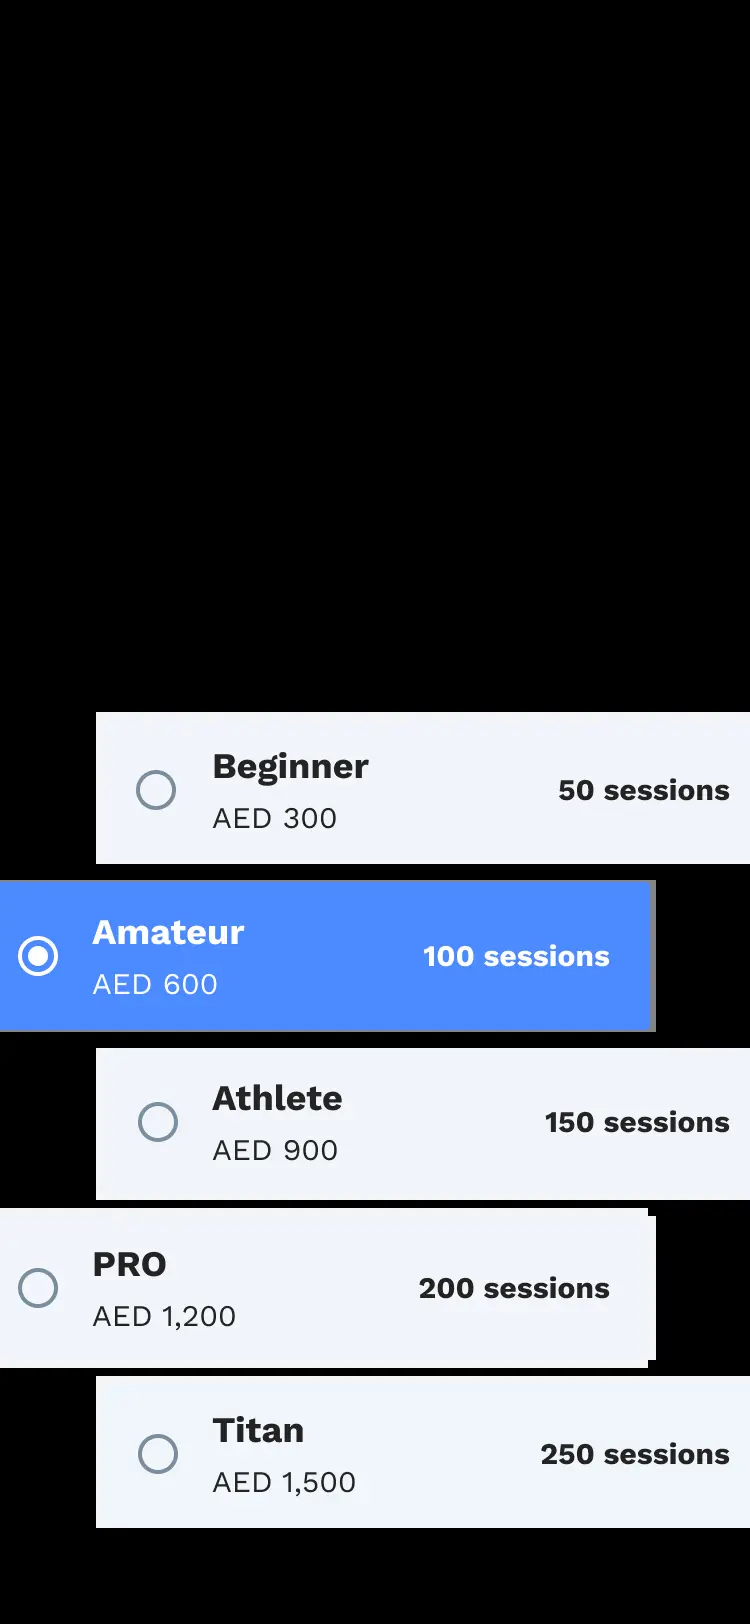 Beginner
AED 300
50 sessions
Amateur
AED 600
100 sessions
Athlete
AED 900
150 sessions
PRO
AED 1,200
200 sessions
Titan
AED 1,500
250 sessions